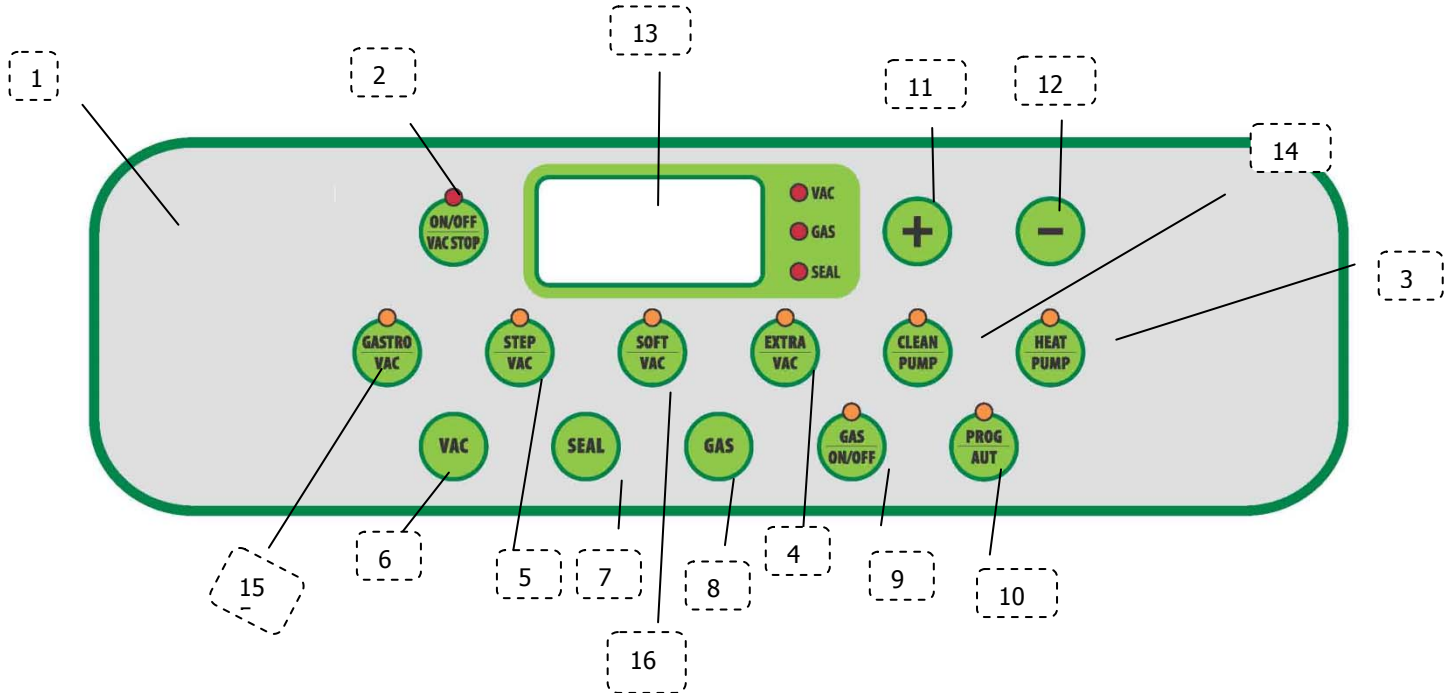 13
1
2
11
12
14
ON/OFF
VAC STOP
VAC
GAS
SEAL
+
−
3
GASTRO
VAC
STEP
VAC
SOFT
VAC
EXTRA
VAC
CLEAN
PUMP
HEAT
PUMP
VAC
SEAL
GAS
GAS
ON/OFF
PROG
AUT
6
15
5
7
8
4
9
10
16